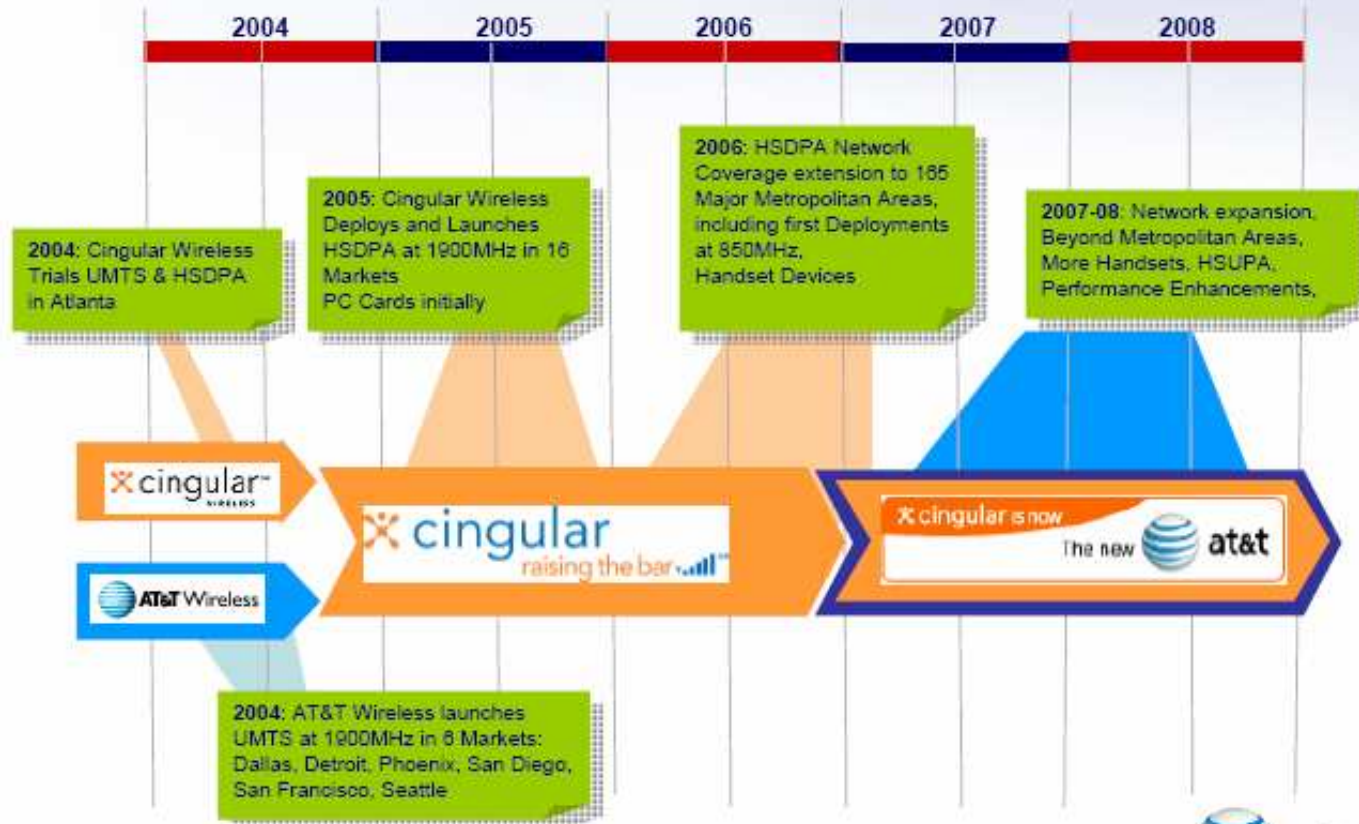 2004 2005 2006 2007 2008
2004: Cingular Wireless
Trials UMTS & HSDPA
in Atlanta
2005: Cingular Wireless
Deploys and Launches
HSDPA at 1900MHz in 16
Markets
PC Cards initially
2006: HSDPA Network
Coverage extension to 165
Major Metropolitan Areas,
including first Deployments
at 850MHz,
Handset Devices
2007-08: Network expansion,
Beyond Metropolitan Areas,
More Handsets, HSUPA,
Performance Enhancements,
cingular™
WIRELESS
AT&T Wireless
cingular
raising the bar
cingular is now
The new at&t
2004: AT&T Wireless launches
UMTS at 1900MHz in 6 Markets:
Dallas, Detroit, Phoenix, San Diego,
San Francisco, Seattle